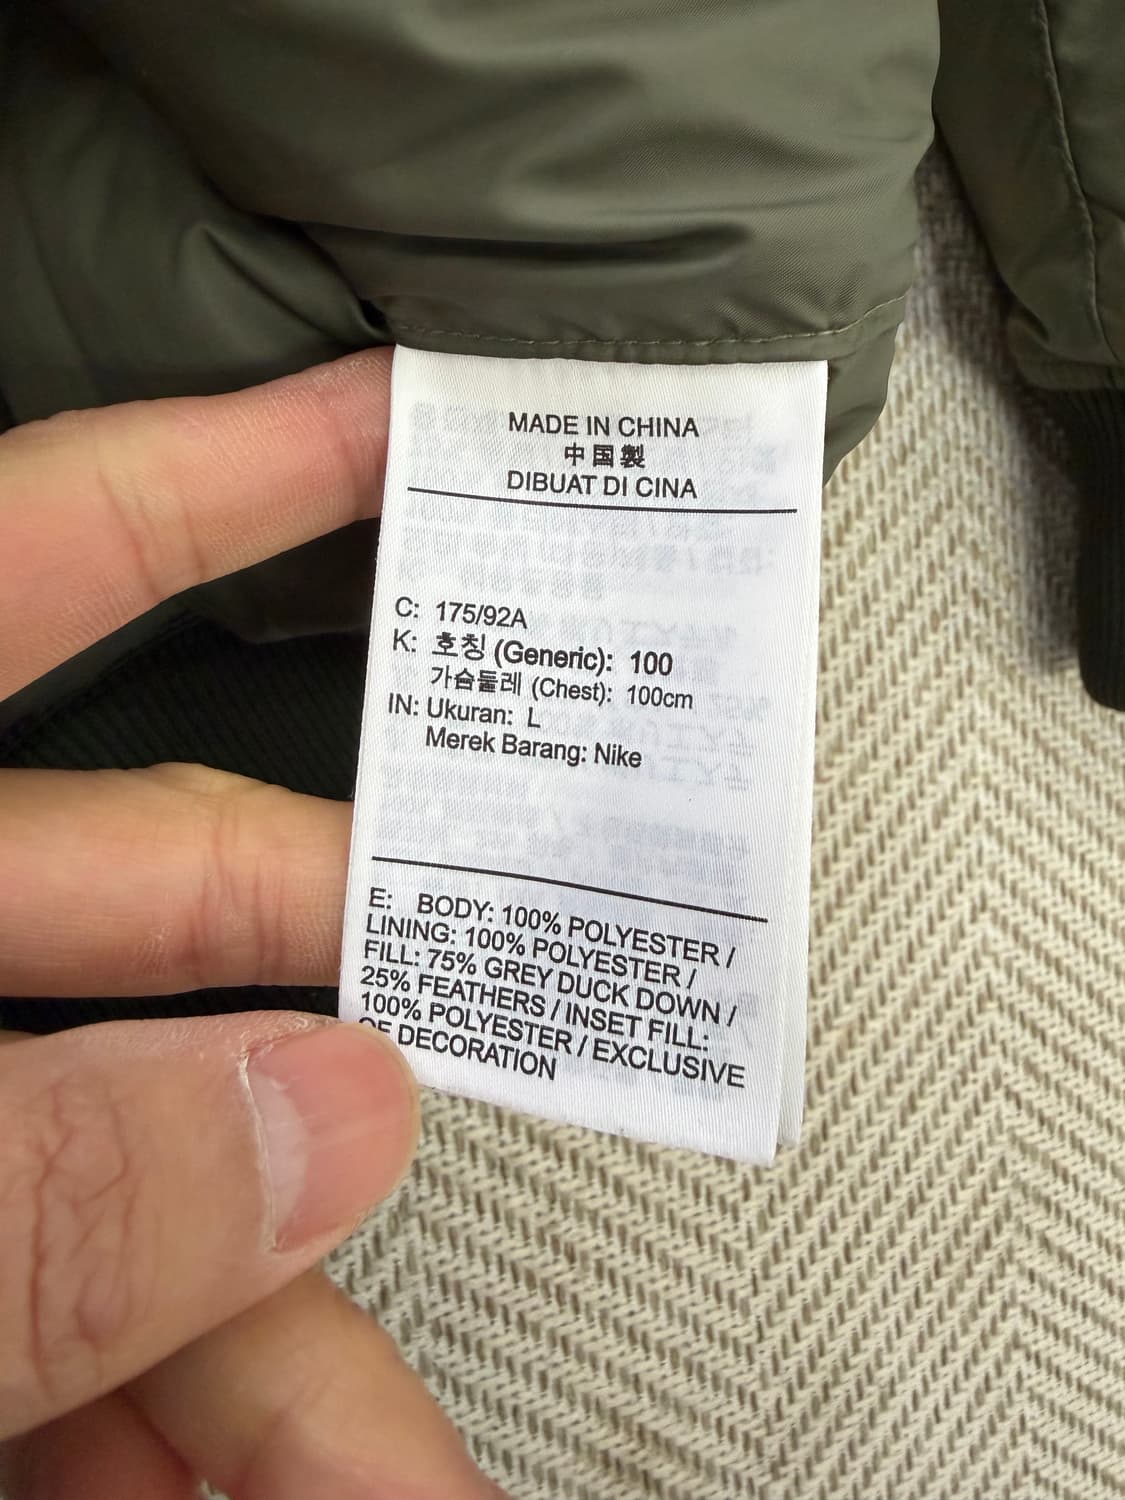 MADE IN CHINA
中国製
DIBUAT DI CINA
C: 175/92A
K: 호칭 (Generic): 100
가슴둘레 (Chest): 100cm
IN: Ukuran: L
Merek Barang: Nike
E: BODY: 100% POLYESTER /
LINING: 100% POLYESTER /
FILL: 75% GREY DUCK DOWN /
25% FEATHERS / INSET FILL:
100% POLYESTER / EXCLUSIVE
OF DECORATION